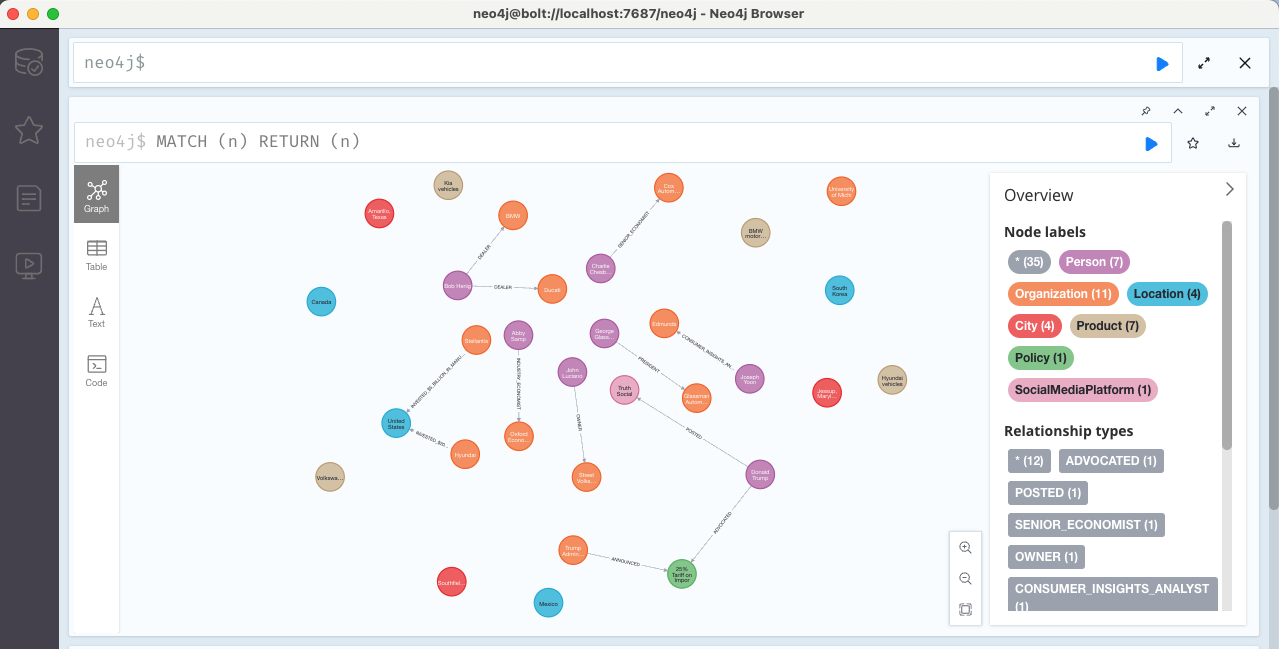 neo4j@bolt://localhost:7687/neo4j - Neo4j Browser
neo4j$
neo4j$ MATCH (n) RETURN (n)
Graph
Table
Text
Code
Kia
vehicles
Amarillo,
Texas
BMW
Cox
Autom...
University
of Michi
BMW
motor...
SENIOR_ECONOMIST
DEALER
Charlie
Chesb...
Bob Henig
DEALER
Ducati
Canada
South
Korea
Stellantis
Abby
Samp
George
Glass...
Edmunds
CONSUMER_INSIGHTS_AN...
John
Luciano
PRESIDENT
Joseph
Yoon
Hyundai
vehicles
Truth
Social
Glassman
Autom...
Jessup,
Maryl...
INDUSTRY_ECONOMIST
United
States
OWNER
POSTED
Oxford
Econo...
Hyundai
Volkswa...
Street
Volks...
Donald
Trump
ADVOCATED
Trump
Admin...
ANNOUNCED
25%
Tariff on
Impor
Southfiel...
Mexico
Overview
Node labels
* (35)
Person (7)
Organization (11)
Location (4)
City (4)
Product (7)
Policy (1)
SocialMediaPlatform (1)
Relationship types
* (12)
ADVOCATED (1)
POSTED (1)
SENIOR_ECONOMIST (1)
OWNER (1)
CONSUMER_INSIGHTS_ANALYST
(1)